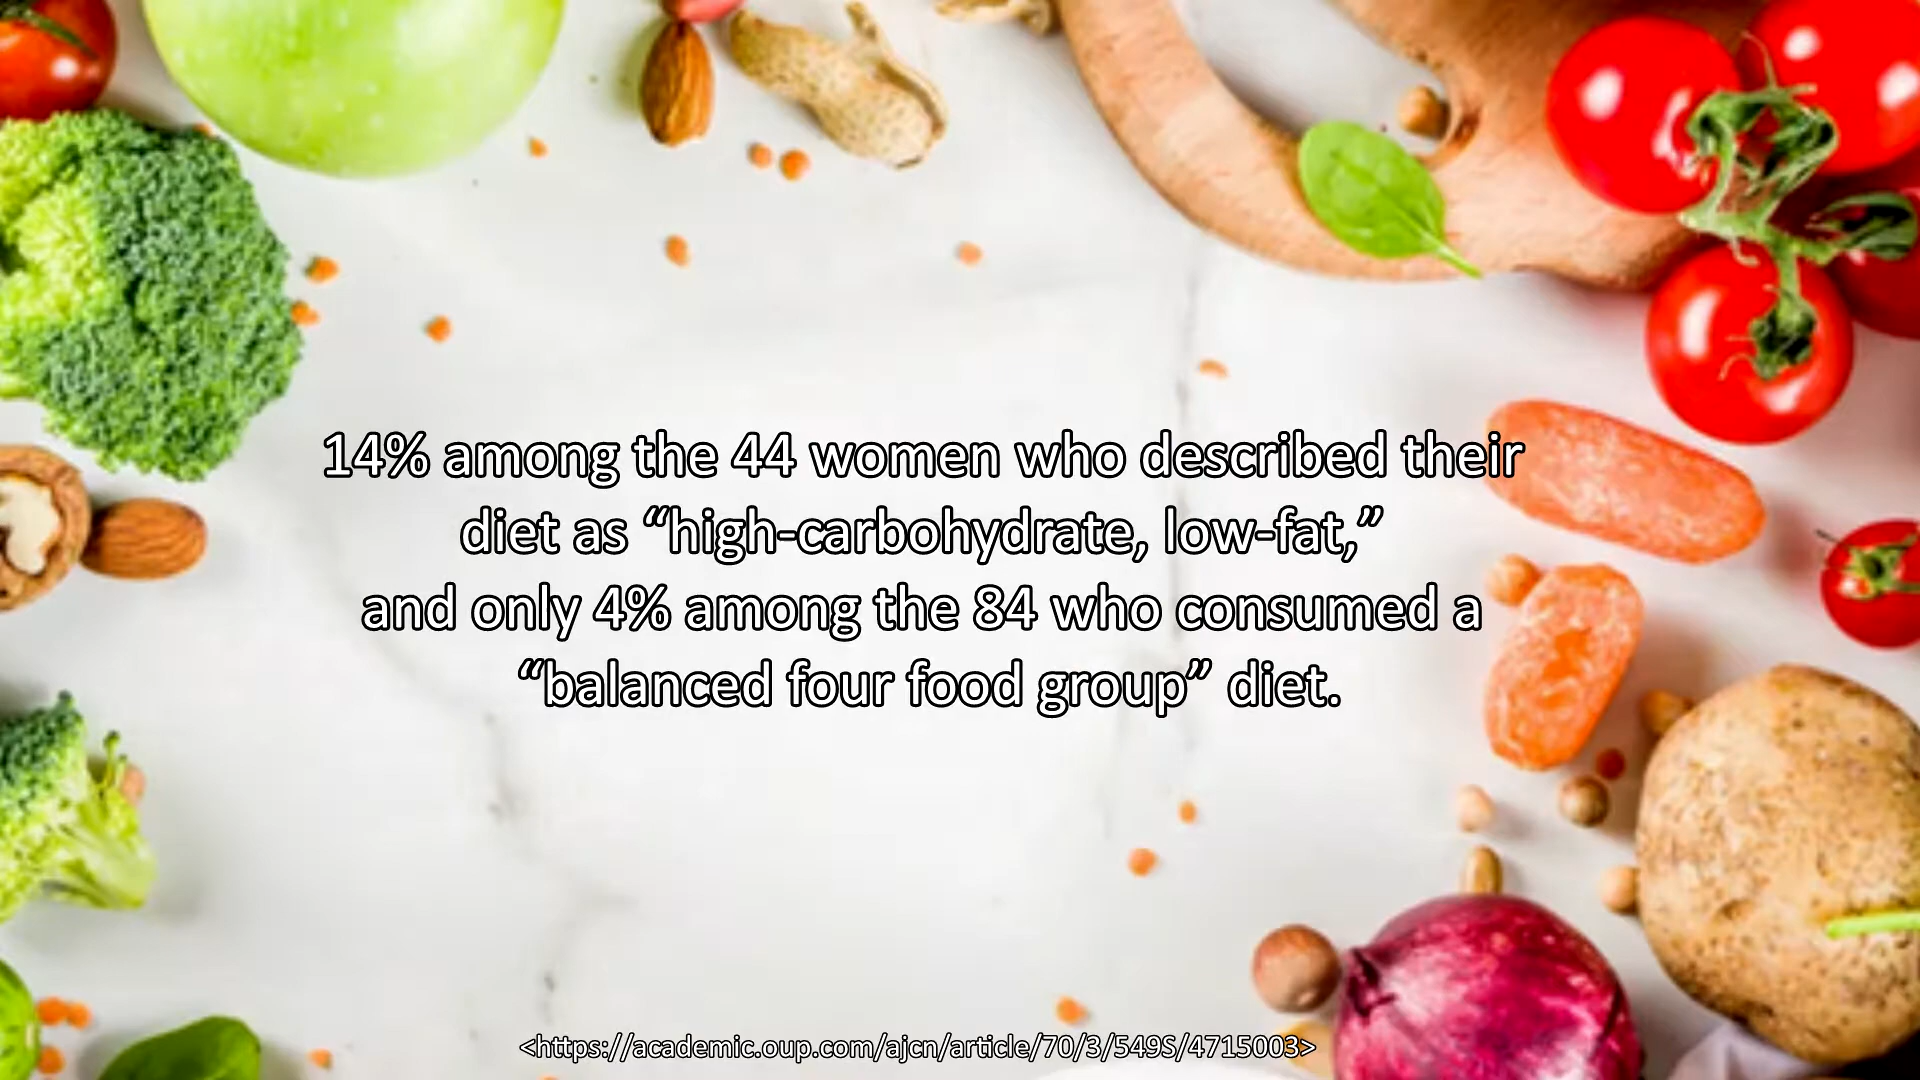 14% among the 44 women who described their
diet as “high-carbohydrate, low-fat,”
and only 4% among the 84 who consumed a
“balanced four food group” diet.
<https://academic.oup.com/ajcn/article/70/3/549S/4715003>